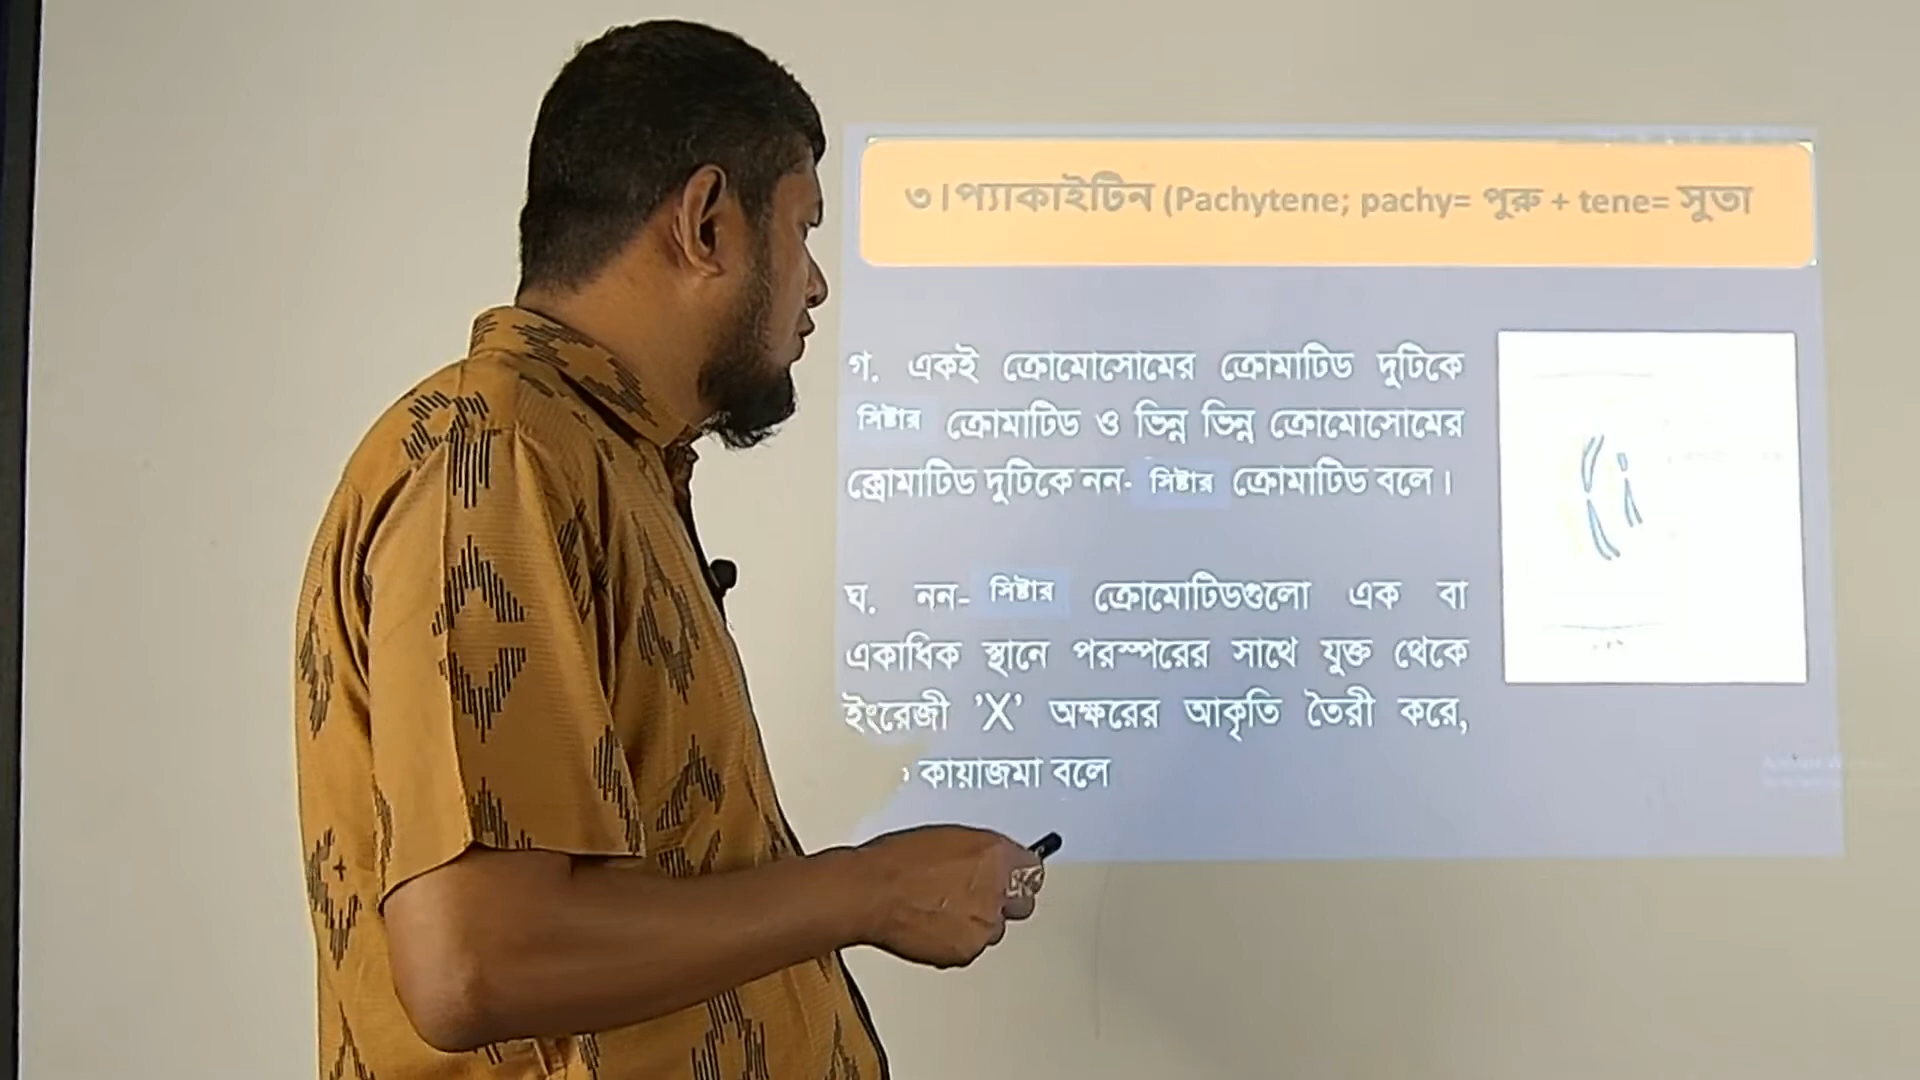 ৩।প্যাকাইটিন (Pachytene; pachy= পুরু + tene= সুতা
গ. একই ক্রোমোসোমের ক্রোমাটিড দুটিকে
সিষ্টার ক্রোমাটিড ও ভিন্ন ভিন্ন ক্রোমোসোমের
ক্রোমাটিড দুটিকে নন- সিষ্টার ক্রোমাটিড বলে।
ঘ. নন- সিষ্টার ক্রোমোটিডগুলো এক বা
একাধিক স্থানে পরস্পরের সাথে যুক্ত থেকে
ইংরেজী 'X' অক্ষরের আকৃতি তৈরী করে,
কায়াজমা বলে